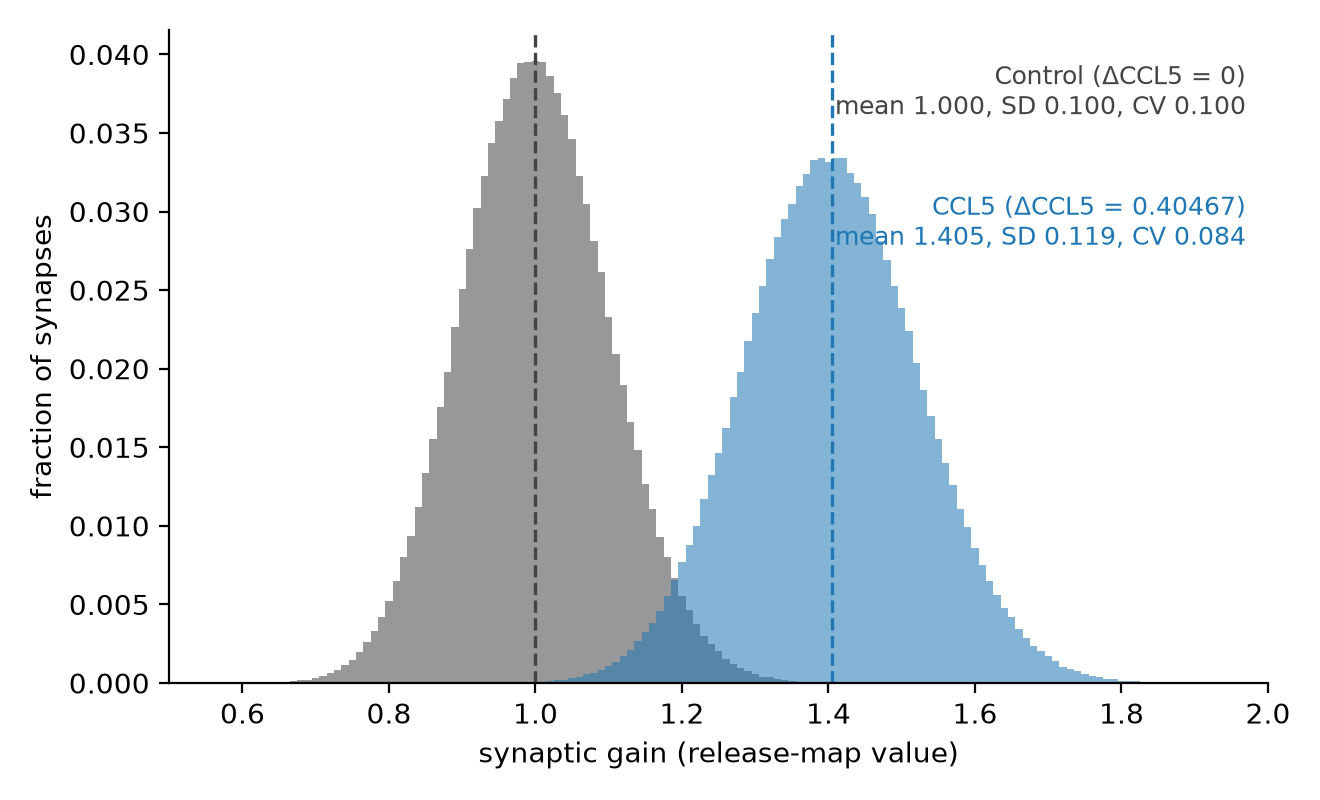 0.040
0.035
0.030
0.025
0.020
0.015
0.010
0.005
0.000
fraction of synapses
Control (ΔCCL5 = 0)
mean 1.000, SD 0.100, CV 0.100
CCL5 (ΔCCL5 = 0.40467)
mean 1.405, SD 0.119, CV 0.084
0.6 0.8 1.0 1.2 1.4 1.6 1.8 2.0
synaptic gain (release-map value)